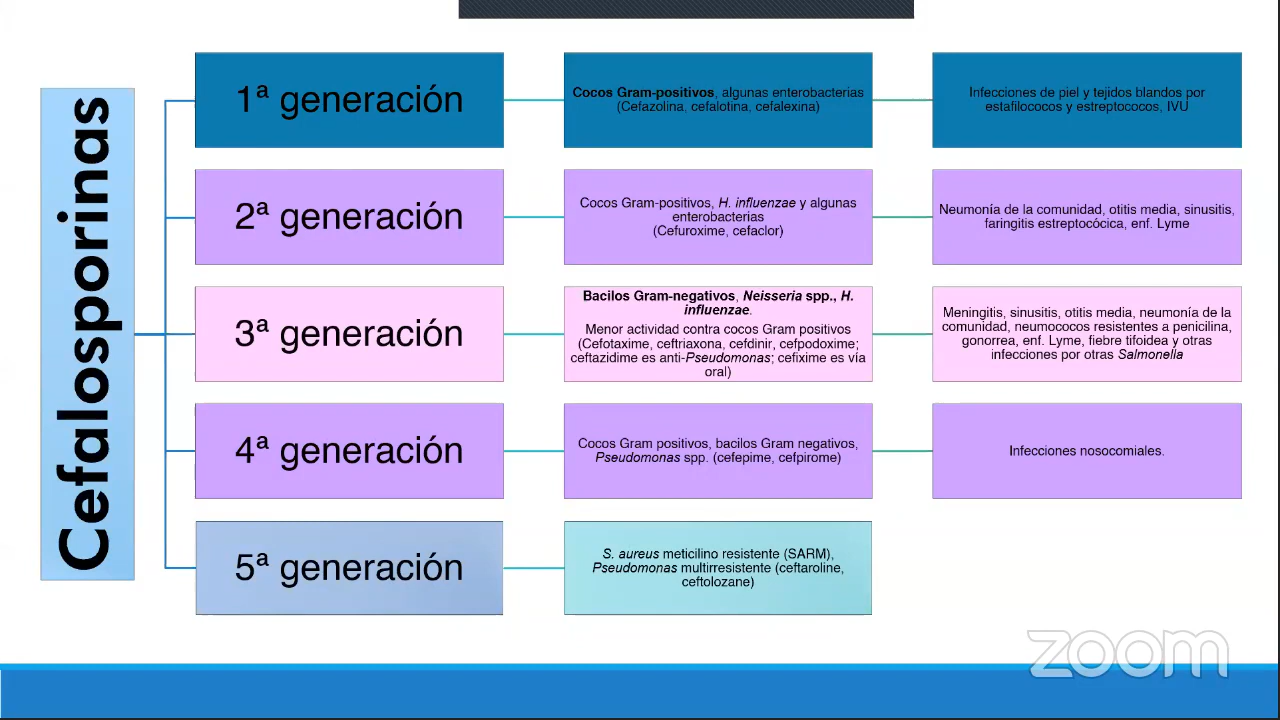 Cefalosporinas
1ª generación
Cocos Gram-positivos, algunas enterobacterias
(Cefazolina, cefalotina, cefalexina)
Infecciones de piel y tejidos blandos por
estafilococos y estreptococos, IVU
2ª generación
Cocos Gram-positivos, H. influenzae y algunas
enterobacterias
(Cefuroxime, cefaclor)
Neumonía de la comunidad, otitis media, sinusitis,
faringitis estreptocócica, enf. Lyme
3ª generación
Bacilos Gram-negativos, Neisseria spp., H.
influenzae.
Menor actividad contra cocos Gram positivos
(Cefotaxime, ceftriaxona, cefdinir, cefpodoxime;
ceftazidime es anti-Pseudomonas; cefixime es vía
oral)
Meningitis, sinusitis, otitis media, neumonía de la
comunidad, neumococos resistentes a penicilina,
gonorrea, enf. Lyme, fiebre tifoidea y otras
infecciones por otras Salmonella
4ª generación
Cocos Gram positivos, bacilos Gram negativos,
Pseudomonas spp. (cefepime, cefpirome)
Infecciones nosocomiales.
5ª generación
S. aureus meticilino resistente (SARM),
Pseudomonas multirresistente (ceftaroline,
ceftolozane)
zoom